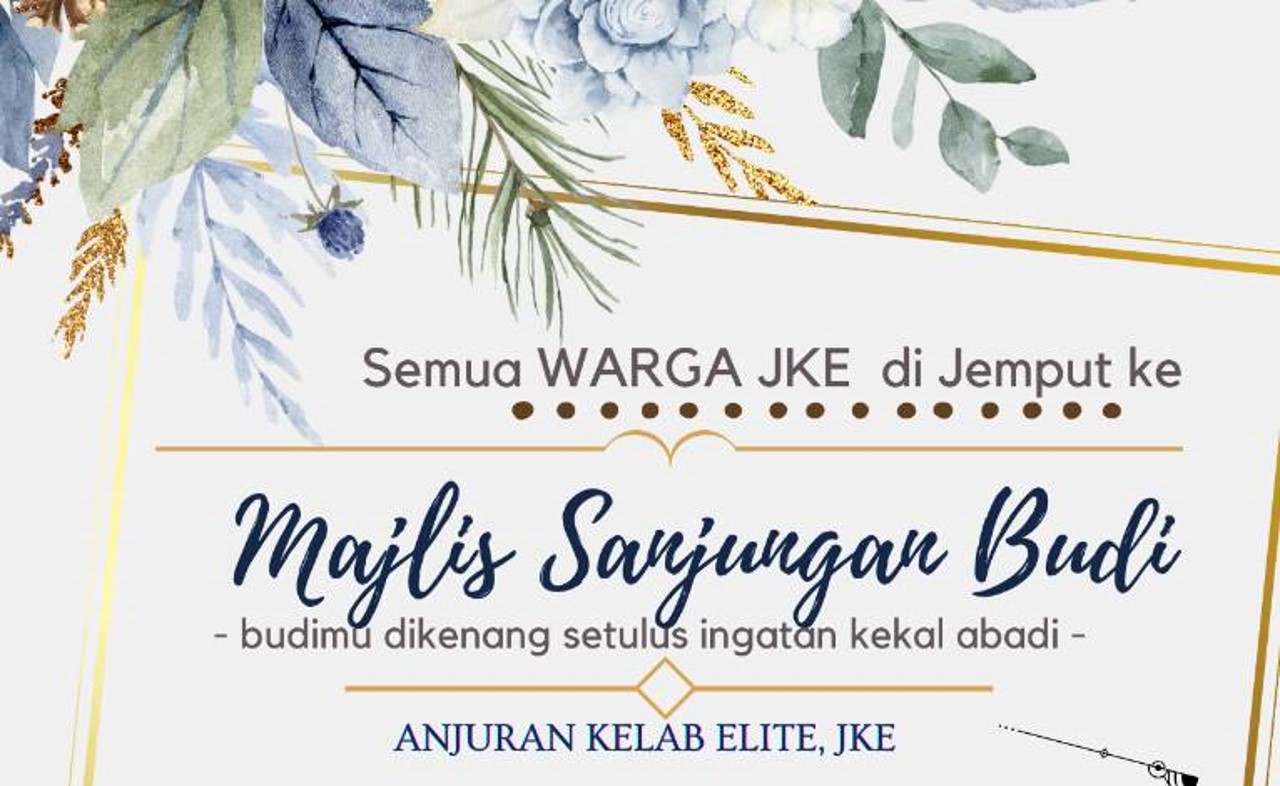 Semua WARGA JKE di Jemput ke
Majlis Sanjungan Budi
- budimu dikenang setulus ingatan kekal abadi -
ANJURAN KELAB ELITE, JKE